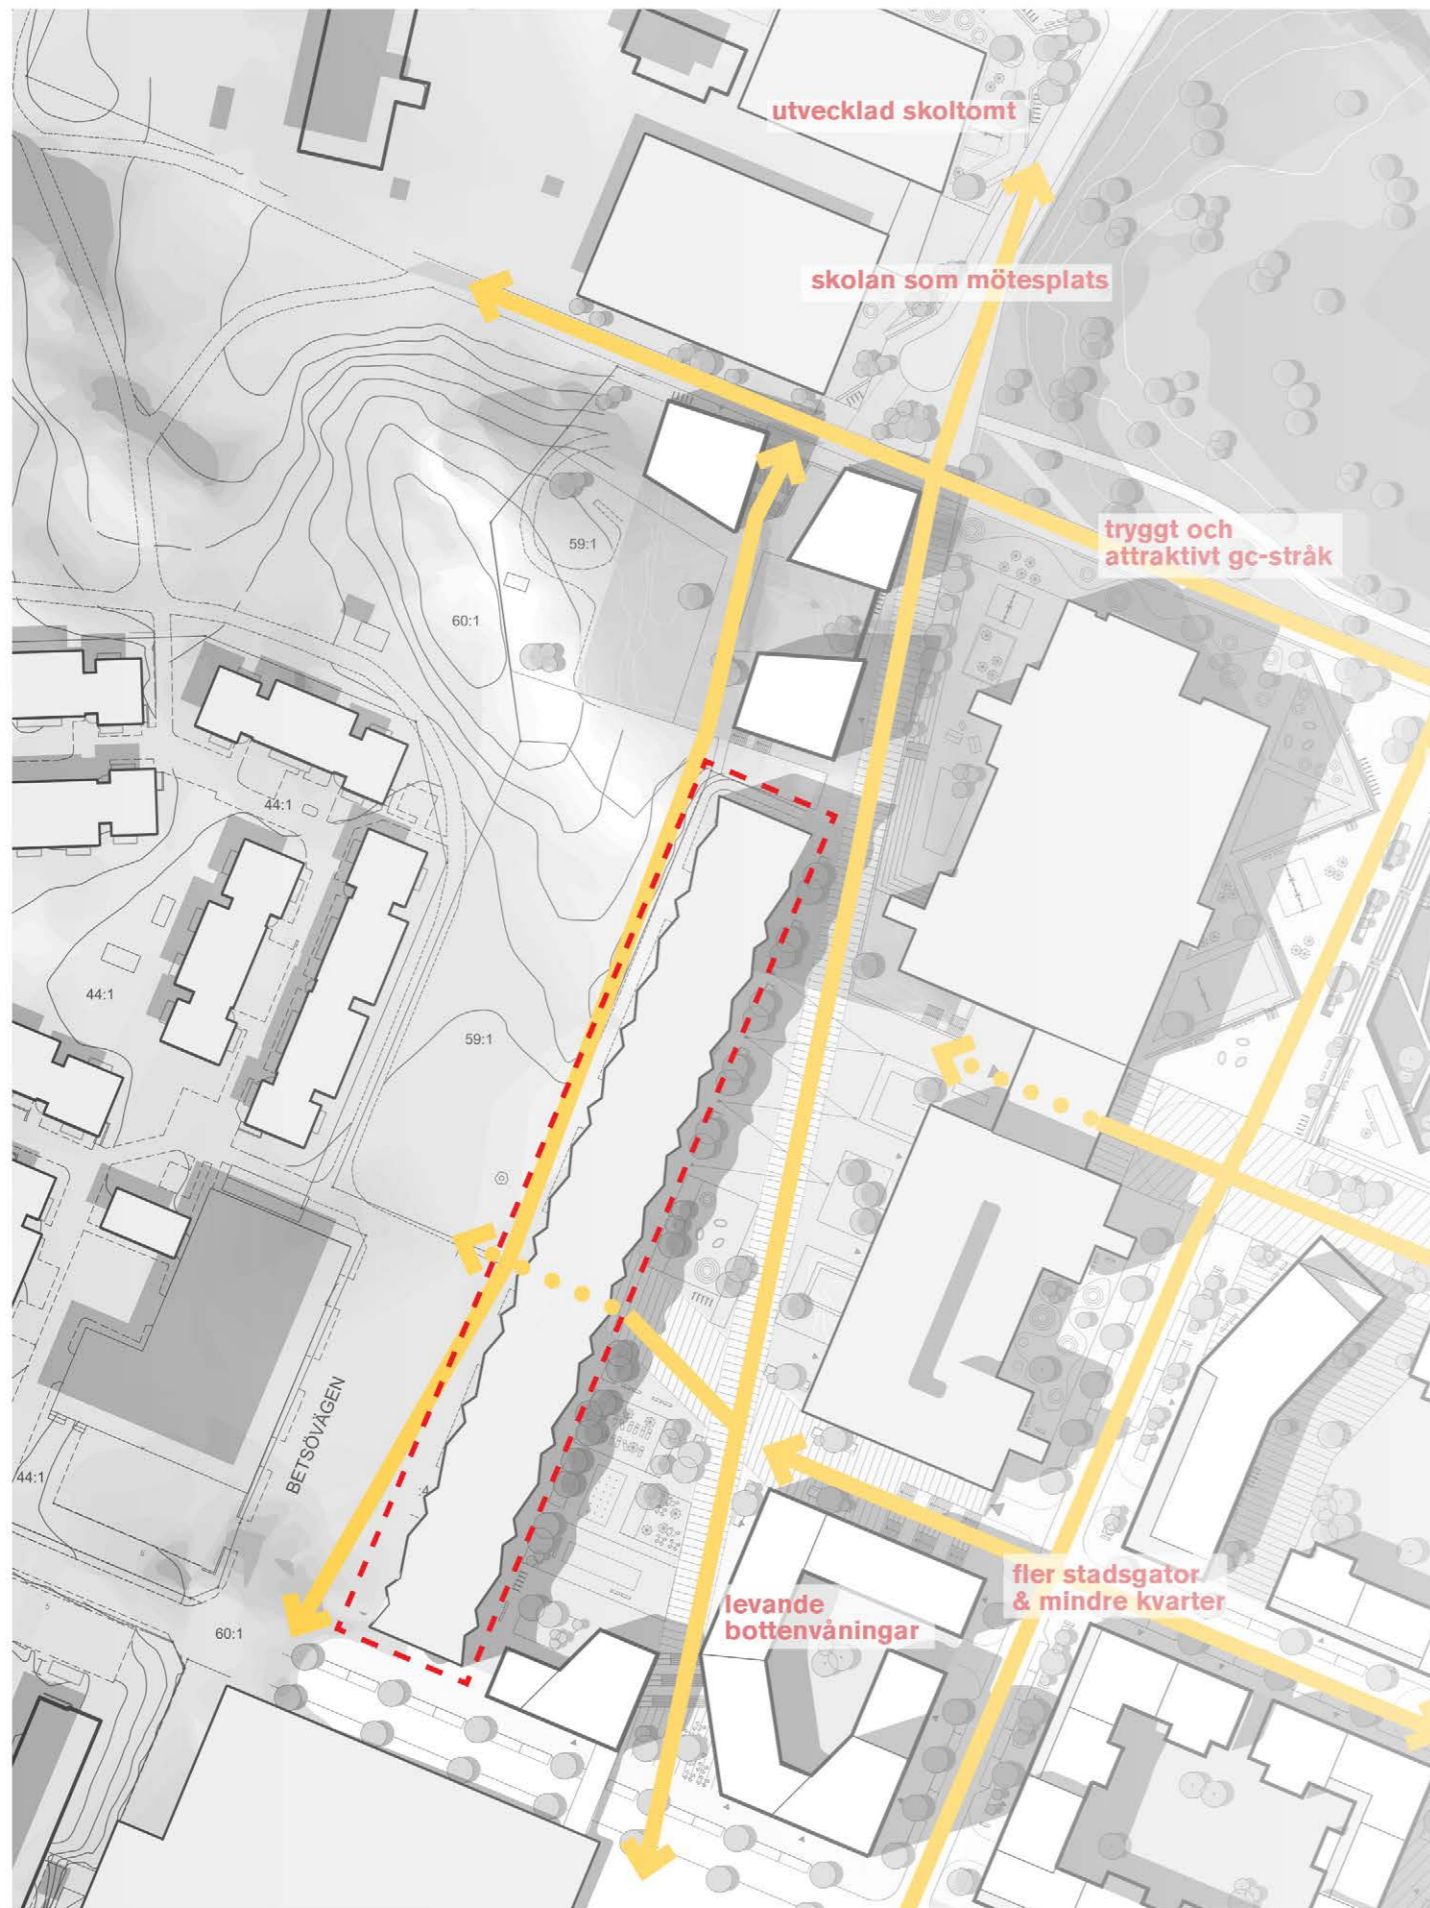 utvecklad skoltomt
skolan som mötesplats
tryggt och
attraktivt gc-stråk
59:1
60:1
44:1
44:1
59:1
BETSÖVÄGEN
:4
44:1
fler stadsgator
& mindre kvarter
levande
bottenvåningar
60:1